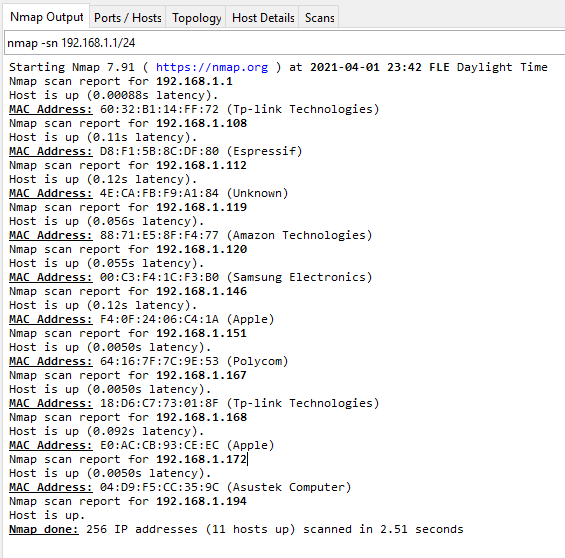 Nmap Output Ports / Hosts Topology Host Details Scans
nmap -sn 192.168.1.1/24
Starting Nmap 7.91 ( https://nmap.org ) at 2021-04-01 23:42 FLE Daylight Time
Nmap scan report for 192.168.1.1
Host is up (0.00088s latency).
MAC Address: 60:32:B1:14:FF:72 (Tp-link Technologies)
Nmap scan report for 192.168.1.108
Host is up (0.11s latency).
MAC Address: D8:F1:5B:8C:DF:80 (Espressif)
Nmap scan report for 192.168.1.112
Host is up (0.12s latency).
MAC Address: 4E:CA:FB:F9:A1:84 (Unknown)
Nmap scan report for 192.168.1.119
Host is up (0.056s latency).
MAC Address: 88:71:E5:8F:F4:77 (Amazon Technologies)
Nmap scan report for 192.168.1.120
Host is up (0.055s latency).
MAC Address: 00:C3:F4:1C:F3:B0 (Samsung Electronics)
Nmap scan report for 192.168.1.146
Host is up (0.12s latency).
MAC Address: F4:0F:24:06:C4:1A (Apple)
Nmap scan report for 192.168.1.151
Host is up (0.0050s latency).
MAC Address: 64:16:7F:7C:9E:53 (Polycom)
Nmap scan report for 192.168.1.167
Host is up (0.0050s latency).
MAC Address: 18:D6:C7:73:01:8F (Tp-link Technologies)
Nmap scan report for 192.168.1.168
Host is up (0.092s latency).
MAC Address: E0:AC:CB:93:CE:EC (Apple)
Nmap scan report for 192.168.1.172
Host is up (0.0050s latency).
MAC Address: 04:D9:F5:CC:35:9C (Asustek Computer)
Nmap scan report for 192.168.1.194
Host is up.
Nmap done: 256 IP addresses (11 hosts up) scanned in 2.51 seconds